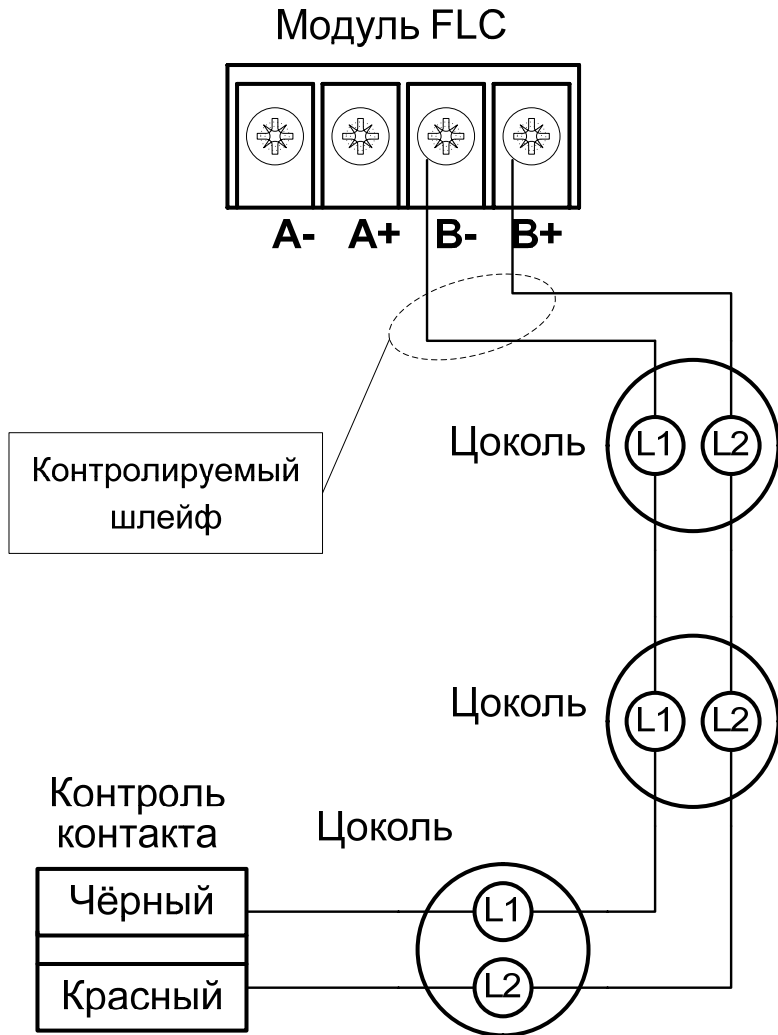 Модуль FLC
A- A+ B- B+
Цоколь
L1 L2
Контролируемый
шлейф
Цоколь
L1 L2
Контроль
контакта
Цоколь
Чёрный
L1
Красный
L2